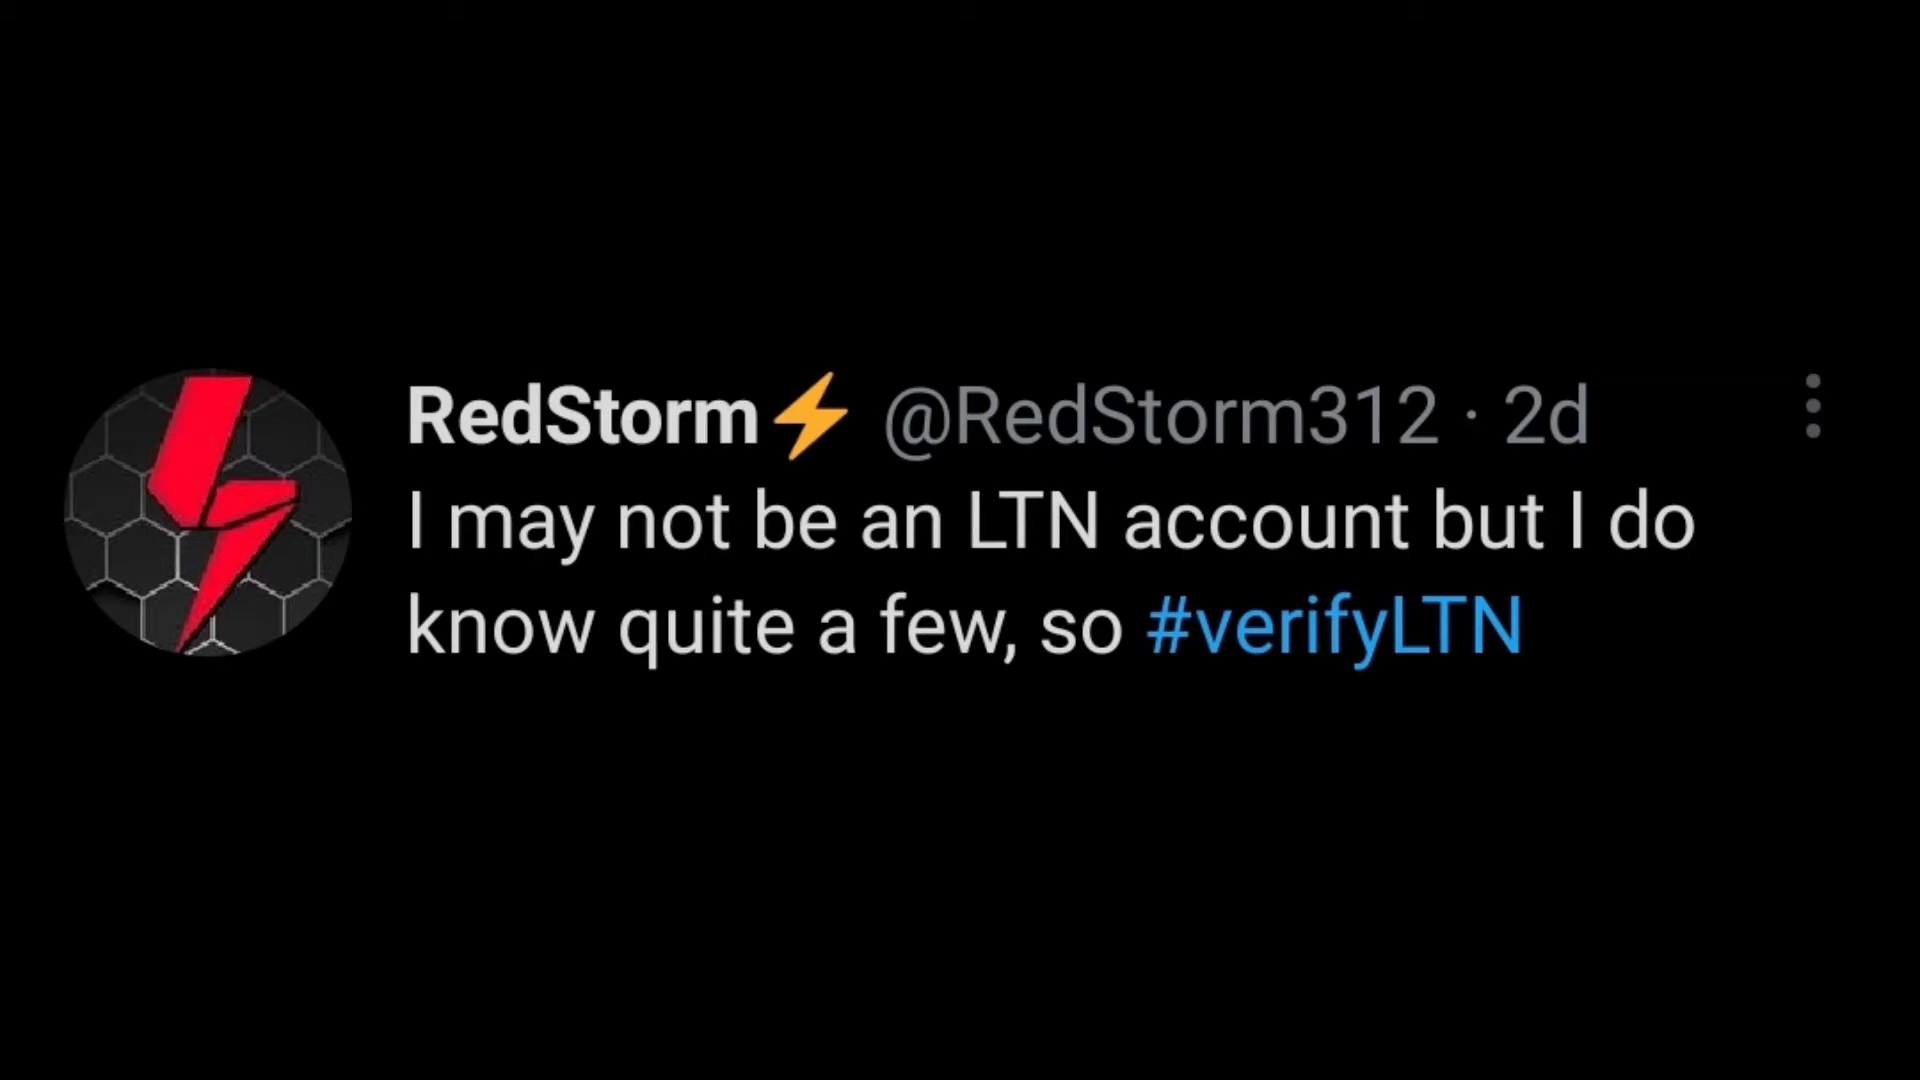 RedStorm⚡ @RedStorm312 · 2d
I may not be an LTN account but I do
know quite a few, so #verifyLTN